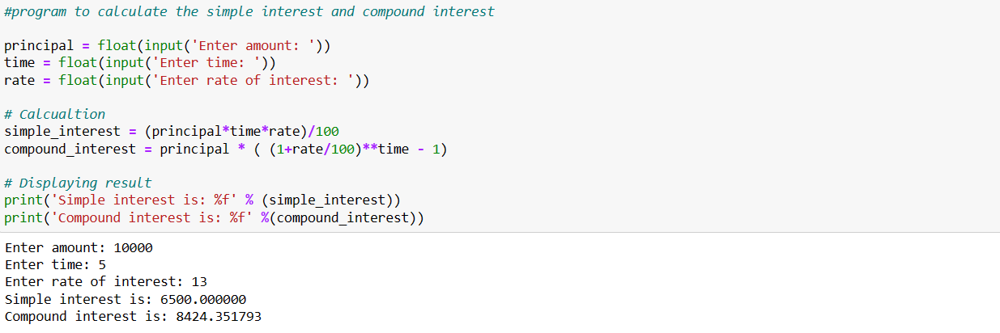 #program to calculate the simple interest and compound interest
principal = float(input('Enter amount: '))
time = float(input('Enter time: '))
rate = float(input('Enter rate of interest: '))
# Calcualtion
simple_interest = (principal*time*rate)/100
compound_interest = principal * ( (1+rate/100)**time - 1)
# Displaying result
print('Simple interest is: %f' % (simple_interest))
print('Compound interest is: %f' %(compound_interest))
Enter amount: 10000
Enter time: 5
Enter rate of interest: 13
Simple interest is: 6500.000000
Compound interest is: 8424.351793